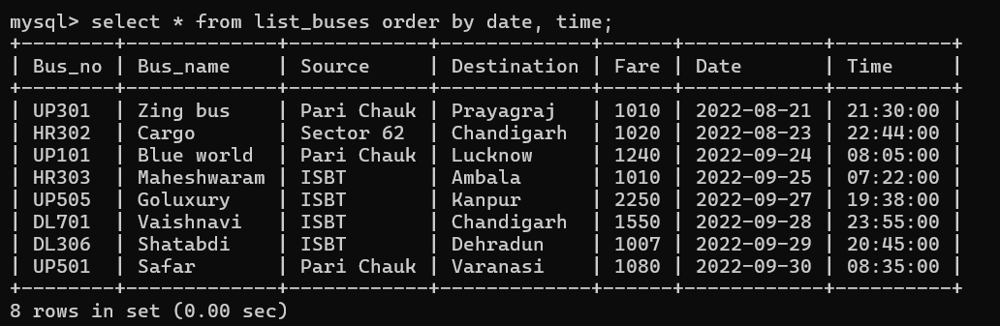 mysql> select * from list_buses order by date, time;
+--------+-------------+------------+-------------+------+------------+----------+
| Bus_no | Bus_name    | Source     | Destination | Fare | Date       | Time     |
+--------+-------------+------------+-------------+------+------------+----------+
| UP301  | Zing bus    | Pari Chauk | Prayagraj   | 1010 | 2022-08-21 | 21:30:00 |
| HR302  | Cargo       | Sector 62  | Chandigarh  | 1020 | 2022-08-23 | 22:44:00 |
| UP101  | Blue world  | Pari Chauk | Lucknow     | 1240 | 2022-09-24 | 08:05:00 |
| HR303  | Maheshwaram | ISBT       | Ambala      | 1010 | 2022-09-25 | 07:22:00 |
| UP505  | Goluxury    | ISBT       | Kanpur      | 2250 | 2022-09-27 | 19:38:00 |
| DL701  | Vaishnavi   | ISBT       | Chandigarh  | 1550 | 2022-09-28 | 23:55:00 |
| DL306  | Shatabdi    | ISBT       | Dehradun    | 1007 | 2022-09-29 | 20:45:00 |
| UP501  | Safar       | Pari Chauk | Varanasi    | 1080 | 2022-09-30 | 08:35:00 |
+--------+-------------+------------+-------------+------+------------+----------+
8 rows in set (0.00 sec)